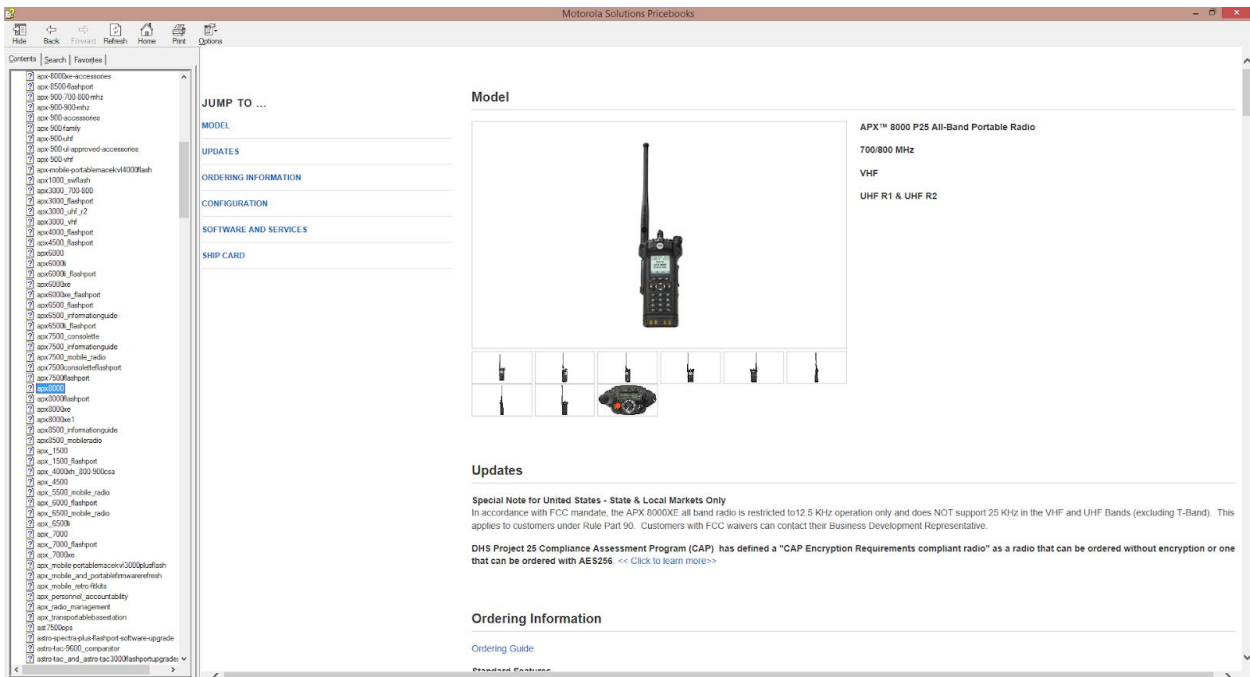 Motorola Solutions Pricebooks
Hide Back Forward Refresh Home Print Options
Contents Search Favorites
apx-8000xe-accessories
apx-8500-flashport
apx-900-700-800-mhz
apx-900-900-mhz
apx-900-accessories
apx-900-family
apx-900-uhf
apx-900-ul-approved-accessories
apx-900-vhf
apx-mobile-portablemacekvl4000flash
apx1000_swflash
apx3000_700-800
apx3000_flashport
apx3000_uhf_r2
apx3000_vhf
apx4000_flashport
apx4500_flashport
apx6000
apx6000li
apx6000li_flashport
apx6000xe
apx6000xe_flashport
apx6500_flashport
apx6500_informationguide
apx6500li_flashport
apx7500_consolette
apx7500_informationguide
apx7500_mobile_radio
apx7500consoletteflashport
apx7500flashport
apx8000
apx8000flashport
apx8000xe
apx8000xe1
apx8500_informationguide
apx8500_mobileradio
apx_1500
apx_1500_flashport
apx_4000xh_800-900csa
apx_4500
apx_5500_mobile_radio
apx_6000_flashport
apx_6500_mobile_radio
apx_6500li
apx_7000
apx_7000_flashport
apx_7000xe
apx_mobile-portablemacekvl3000plusflash
apx_mobile_and_portablefirmwarerefresh
apx_mobile_retro-fitkits
apx_personnel_accountability
apx_radio_management
apx_transportablebasestation
ast7500ops
astro-spectra-plus-flashport-software-upgrade
astro-tac-9600_comparator
astro-tac_and_astro-tac3000flashportupgrades
JUMP TO ...
MODEL
UPDATES
ORDERING INFORMATION
CONFIGURATION
SOFTWARE AND SERVICES
SHIP CARD
Model
APX™ 8000 P25 All-Band Portable Radio
700/800 MHz
VHF
UHF R1 & UHF R2
Updates
Special Note for United States - State & Local Markets Only
In accordance with FCC mandate, the APX 8000XE all band radio is restricted to12.5 KHz operation only and does NOT support 25 KHz in the VHF and UHF Bands (excluding T-Band). This
applies to customers under Rule Part 90. Customers with FCC waivers can contact their Business Development Representative.
DHS Project 25 Compliance Assessment Program (CAP) has defined a "CAP Encryption Requirements compliant radio" as a radio that can be ordered without encryption or one
that can be ordered with AES256. << Click to learn more>>
Ordering Information
Ordering Guide
Standard Features